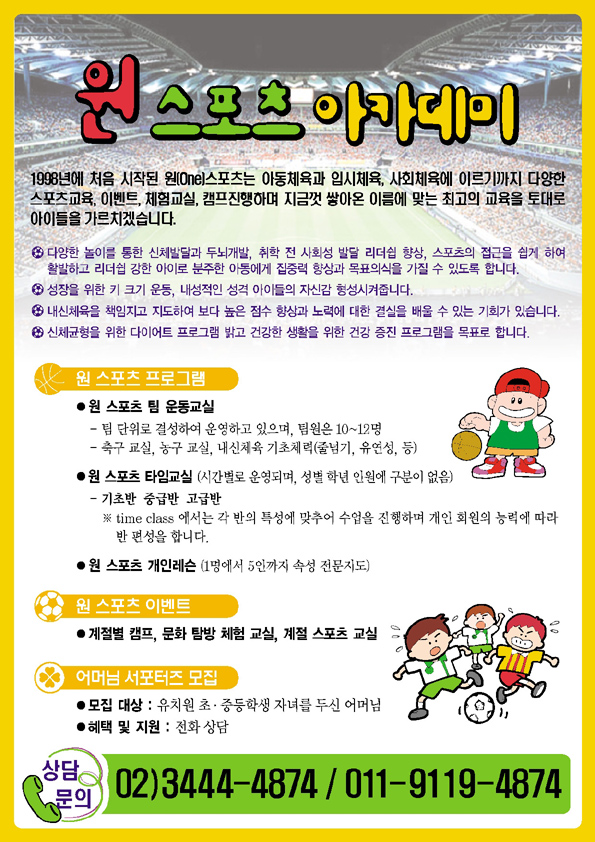 원 스포츠 아카데미
1998년에 처음 시작된 원(One)스포츠는 아동체육과 입시체육, 사회체육에 이르기까지 다양한
스포츠교육, 이벤트, 체험교실, 캠프진행하며 지금껏 쌓아온 이름에 맞는 최고의 교육을 토대로
아이들을 가르치겠습니다.
다양한 놀이를 통한 신체발달과 두뇌개발, 취학 전 사회성 발달 리더쉽 향상, 스포츠의 접근을 쉽게 하여
활발하고 리더쉽 강한 아이로 분주한 아동에게 집중력 향상과 목표의식을 가질 수 있도록 합니다.
성장을 위한 키 크기 운동, 내성적인 성격 아이들의 자신감 형성시켜줍니다.
내신체육을 책임지고 지도하여 보다 높은 점수 향상과 노력에 대한 결실을 배울 수 있는 기회가 있습니다.
신체균형을 위한 다이어트 프로그램 밝고 건강한 생활을 위한 건강 증진 프로그램을 목표로 합니다.
원 스포츠 프로그램
● 원 스포츠 팀 운동교실
- 팀 단위로 결성하여 운영하고 있으며, 팀원은 10~12명
- 축구 교실, 농구 교실, 내신체육 기초체력(줄넘기, 유연성, 등)
● 원 스포츠 타임교실 (시간별로 운영되며, 성별 학년 인원에 구분이 없음)
- 기초반 중급반 고급반
※ time class 에서는 각 반의 특성에 맞추어 수업을 진행하며 개인 회원의 능력에 따라
반 편성을 합니다.
● 원 스포츠 개인레슨 (1명에서 5인까지 속성 전문지도)
원 스포츠 이벤트
● 계절별 캠프, 문화 탐방 체험 교실, 계절 스포츠 교실
어머님 서포터즈 모집
● 모집 대상 : 유치원 초·중등학생 자녀를 두신 어머님
● 혜택 및 지원 : 전화 상담
상담
문의
02)3444-4874 / 011-9119-4874